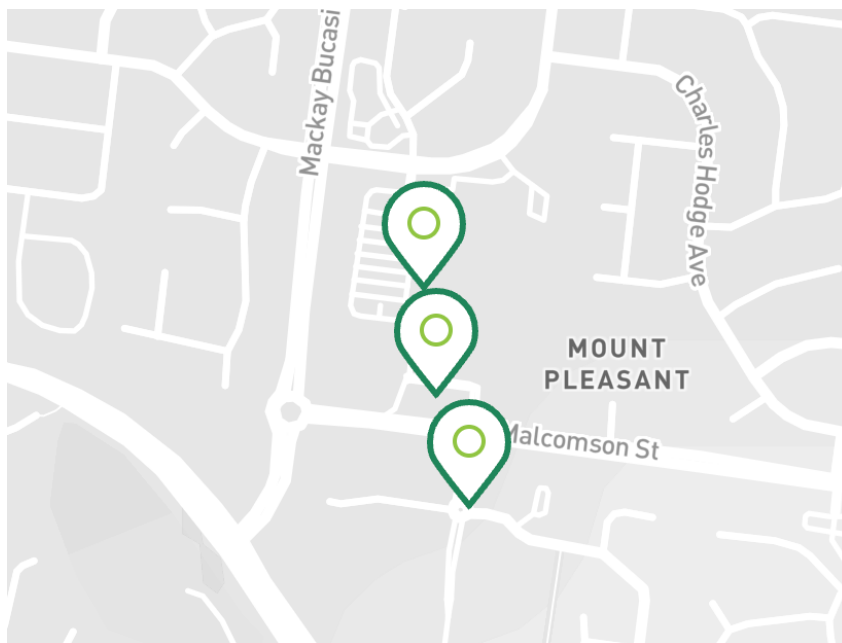 Mackay Bucasi
Charles Hodge Ave
MOUNT
PLEASANT
Malcomson St